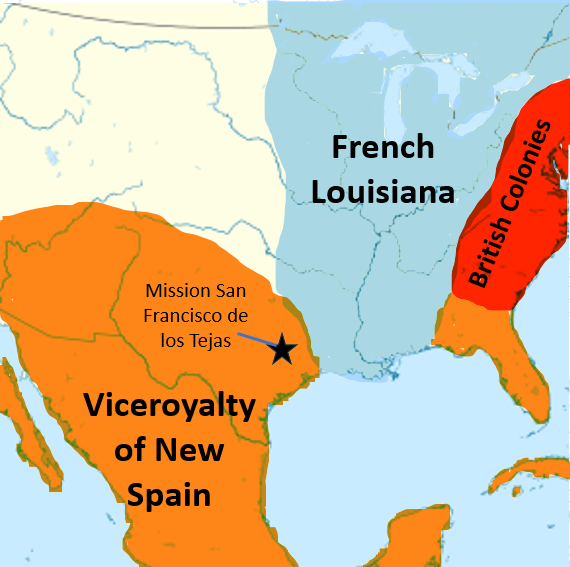 French
Louisiana
British Colonies
Mission San
Francisco de
los Tejas
Viceroyalty
of New
Spain